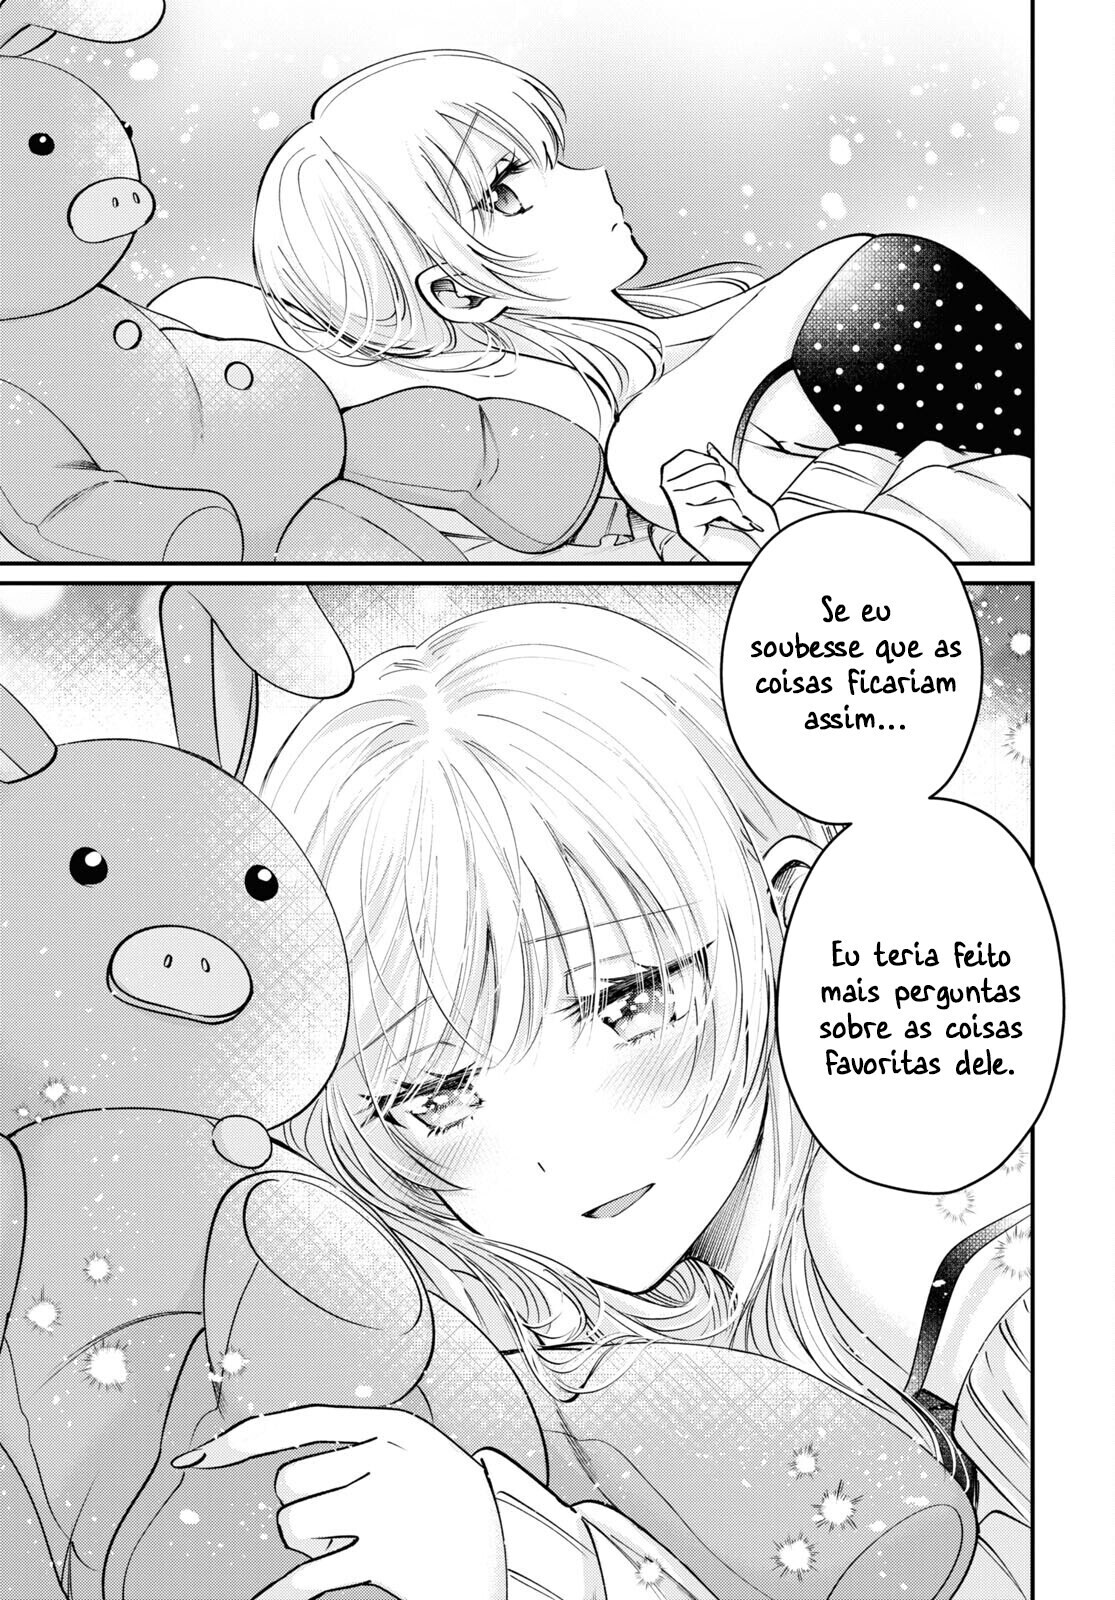 Se eu
soubesse que as
coisas ficariam
assim...
Eu teria feito
mais perguntas
sobre as coisas
favoritas dele.